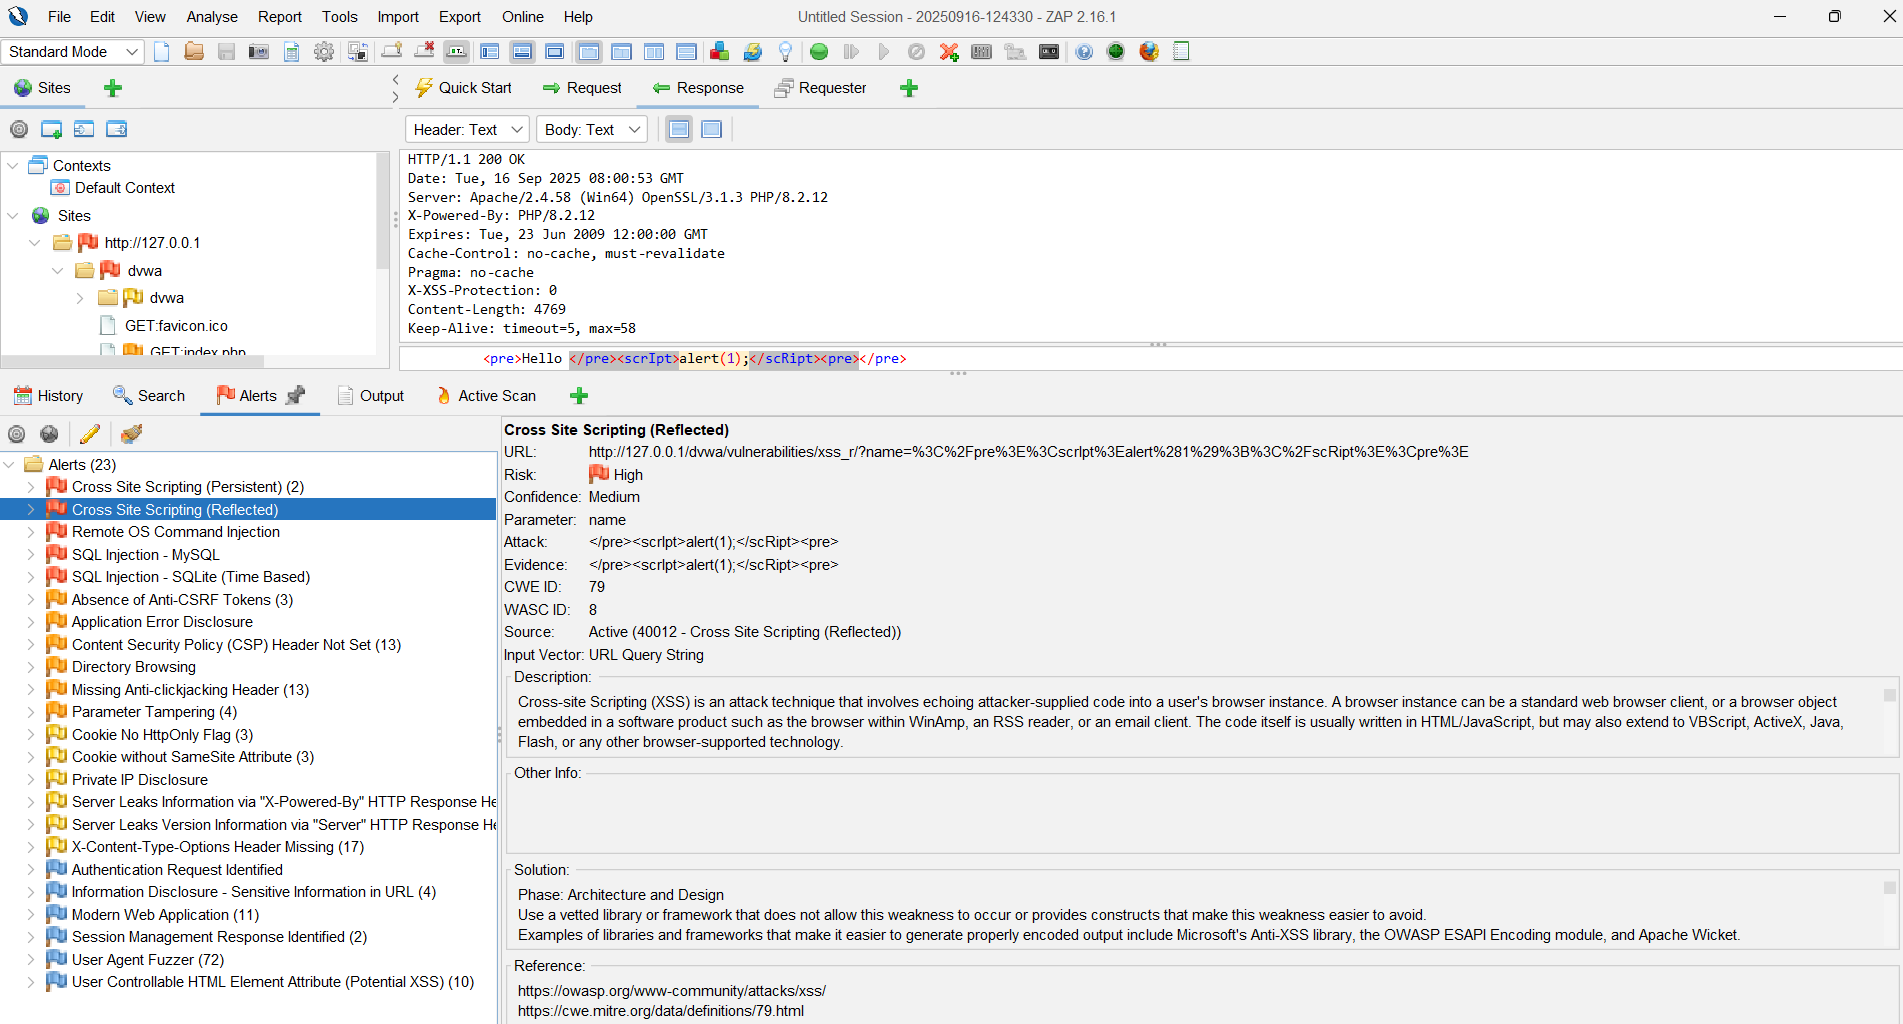 File Edit View Analyse Report Tools Import Export Online Help
Untitled Session - 20250916-124330 - ZAP 2.16.1
Standard Mode
Sites
Quick Start Request Response Requester
Header: Text Body: Text
Contexts
Default Context
Sites
http://127.0.0.1
dvwa
dvwa
GET:favicon.ico
GET:index.php
HTTP/1.1 200 OK
Date: Tue, 16 Sep 2025 08:00:53 GMT
Server: Apache/2.4.58 (Win64) OpenSSL/3.1.3 PHP/8.2.12
X-Powered-By: PHP/8.2.12
Expires: Tue, 23 Jun 2009 12:00:00 GMT
Cache-Control: no-cache, must-revalidate
Pragma: no-cache
X-XSS-Protection: 0
Content-Length: 4769
Keep-Alive: timeout=5, max=58
<pre>Hello </pre><scrIpt>alert(1);</scRipt><pre></pre>
History Search Alerts Output Active Scan
Alerts (23)
Cross Site Scripting (Persistent) (2)
Cross Site Scripting (Reflected)
Remote OS Command Injection
SQL Injection - MySQL
SQL Injection - SQLite (Time Based)
Absence of Anti-CSRF Tokens (3)
Application Error Disclosure
Content Security Policy (CSP) Header Not Set (13)
Directory Browsing
Missing Anti-clickjacking Header (13)
Parameter Tampering (4)
Cookie No HttpOnly Flag (3)
Cookie without SameSite Attribute (3)
Private IP Disclosure
Server Leaks Information via "X-Powered-By" HTTP Response He
Server Leaks Version Information via "Server" HTTP Response He
X-Content-Type-Options Header Missing (17)
Authentication Request Identified
Information Disclosure - Sensitive Information in URL (4)
Modern Web Application (11)
Session Management Response Identified (2)
User Agent Fuzzer (72)
User Controllable HTML Element Attribute (Potential XSS) (10)
Cross Site Scripting (Reflected)
URL: http://127.0.0.1/dvwa/vulnerabilities/xss_r/?name=%3C%2Fpre%3E%3CscrIpt%3Ealert%281%29%3B%3C%2FscRipt%3E%3Cpre%3E
Risk: High
Confidence: Medium
Parameter: name
Attack: </pre><scrIpt>alert(1);</scRipt><pre>
Evidence: </pre><scrIpt>alert(1);</scRipt><pre>
CWE ID: 79
WASC ID: 8
Source: Active (40012 - Cross Site Scripting (Reflected))
Input Vector: URL Query String
Description:
Cross-site Scripting (XSS) is an attack technique that involves echoing attacker-supplied code into a user's browser instance. A browser instance can be a standard web browser client, or a browser object
embedded in a software product such as the browser within WinAmp, an RSS reader, or an email client. The code itself is usually written in HTML/JavaScript, but may also extend to VBScript, ActiveX, Java,
Flash, or any other browser-supported technology.
Other Info:
Solution:
Phase: Architecture and Design
Use a vetted library or framework that does not allow this weakness to occur or provides constructs that make this weakness easier to avoid.
Examples of libraries and frameworks that make it easier to generate properly encoded output include Microsoft's Anti-XSS library, the OWASP ESAPI Encoding module, and Apache Wicket.
Reference:
https://owasp.org/www-community/attacks/xss/
https://cwe.mitre.org/data/definitions/79.html